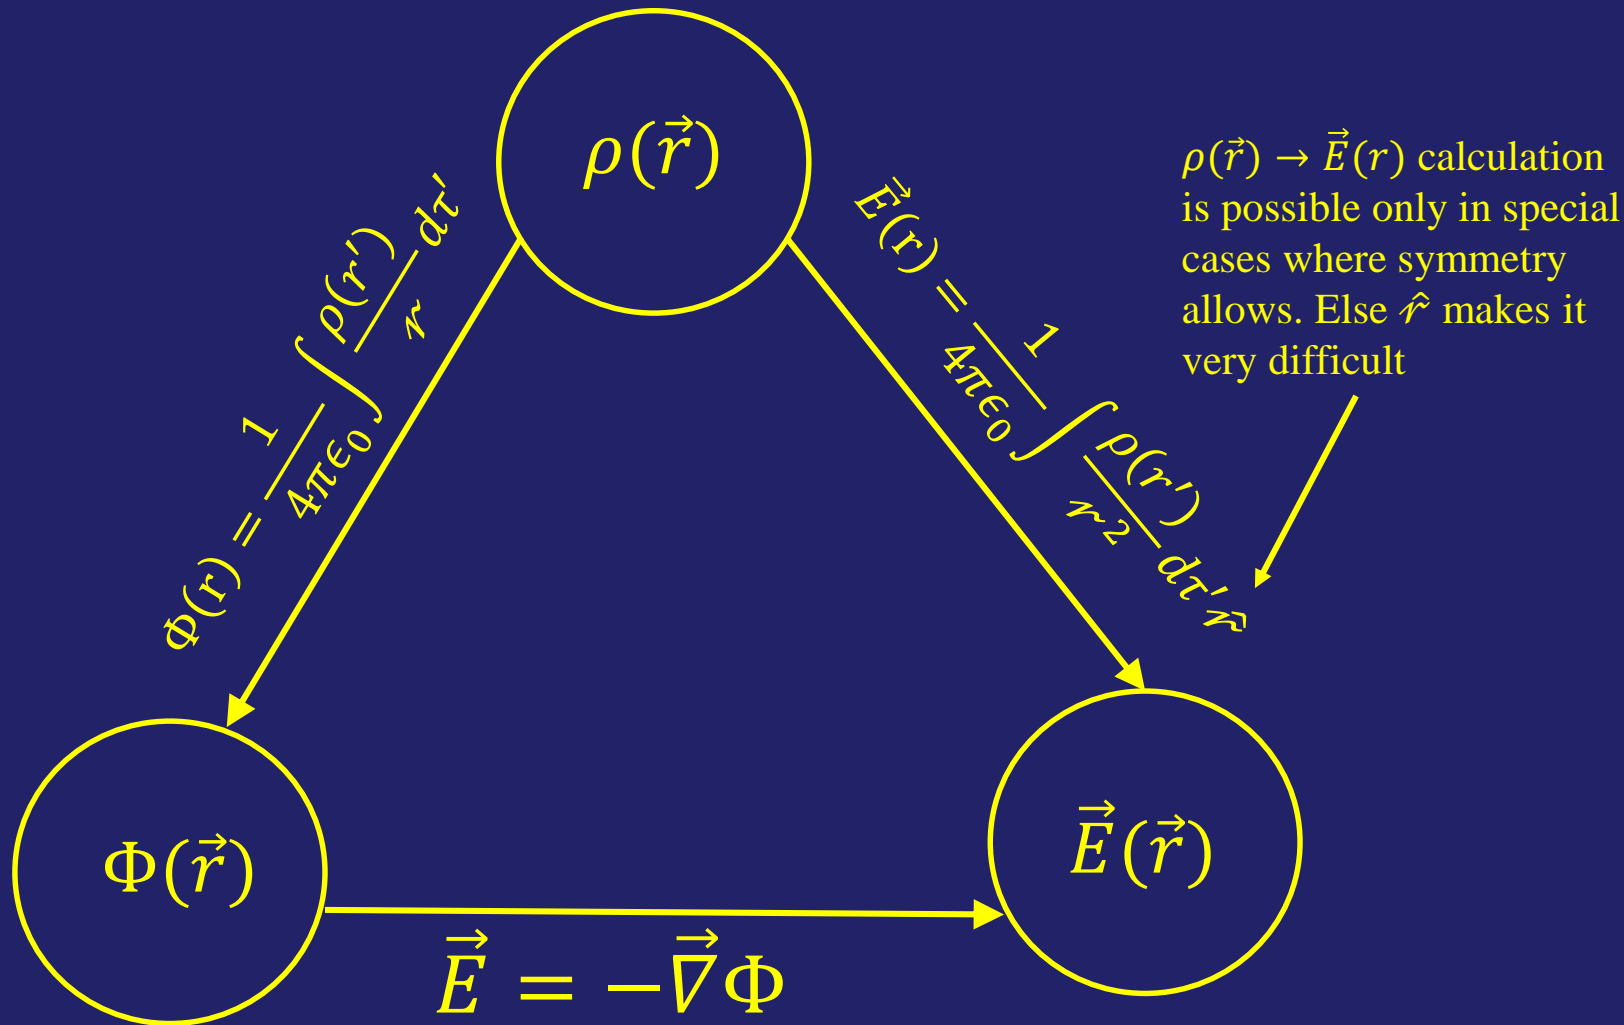 ρ(r⃗)
ρ(r⃗) → E⃗(r) calculation
is possible only in special
cases where symmetry
allows. Else 𝓇̂ makes it
very difficult
Φ(r) = 1/4πϵ₀ ∫ ρ(r′)/𝓇 dτ′
E⃗(r) = 1/4πϵ₀ ∫ ρ(r′)/𝓇² dτ′𝓇̂
Φ(r⃗)
E⃗(r⃗)
E⃗ = −∇⃗Φ